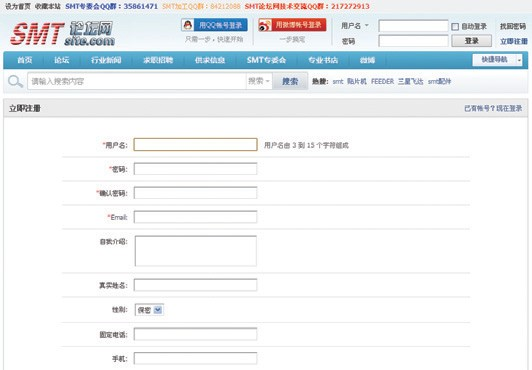 设为首页 收藏本站 SMT专委会QQ群：35861471 SMT加工QQ群：84212088 SMT论坛网技术交流QQ群：217272913
SMT论坛网
site.com
用QQ帐号登录
只需一步，快速开始
用新浪微博登录
一步搞定
用户名 自动登录 找回密码
密码 登录 立即注册
首页 论坛 行业新闻 求职招聘 供求信息 SMT专委会 专业书店 微博 快捷导航
请输入搜索内容 搜索 搜索 热搜： smt 贴片机 FEEDER 三星飞达 smt配件
立即注册 已有帐号？现在登录
*用户名： 用户名由 3 到 15 个字符组成
*密码：
*确认密码：
*Email：
自我介绍：
真实姓名：
性别： 保密
固定电话：
手机：